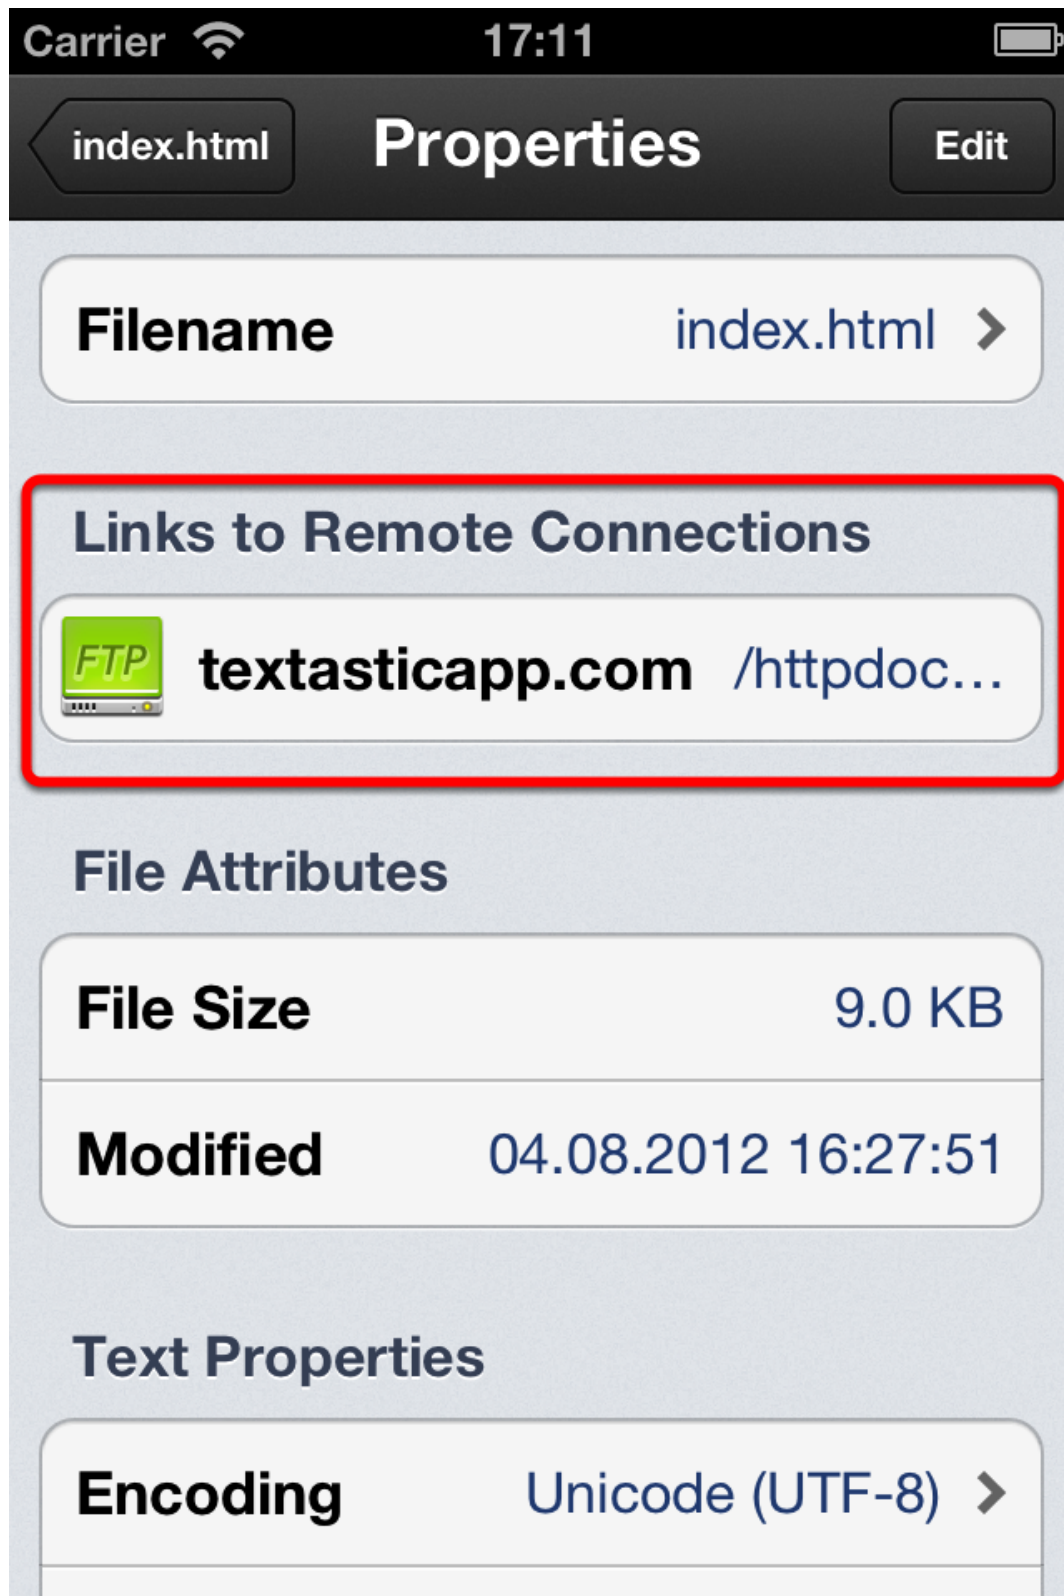 Carrier 17:11
index.html Properties Edit
Filename index.html
Links to Remote Connections
FTP textasticapp.com /httpdoc...
File Attributes
File Size 9.0 KB
Modified 04.08.2012 16:27:51
Text Properties
Encoding Unicode (UTF-8)